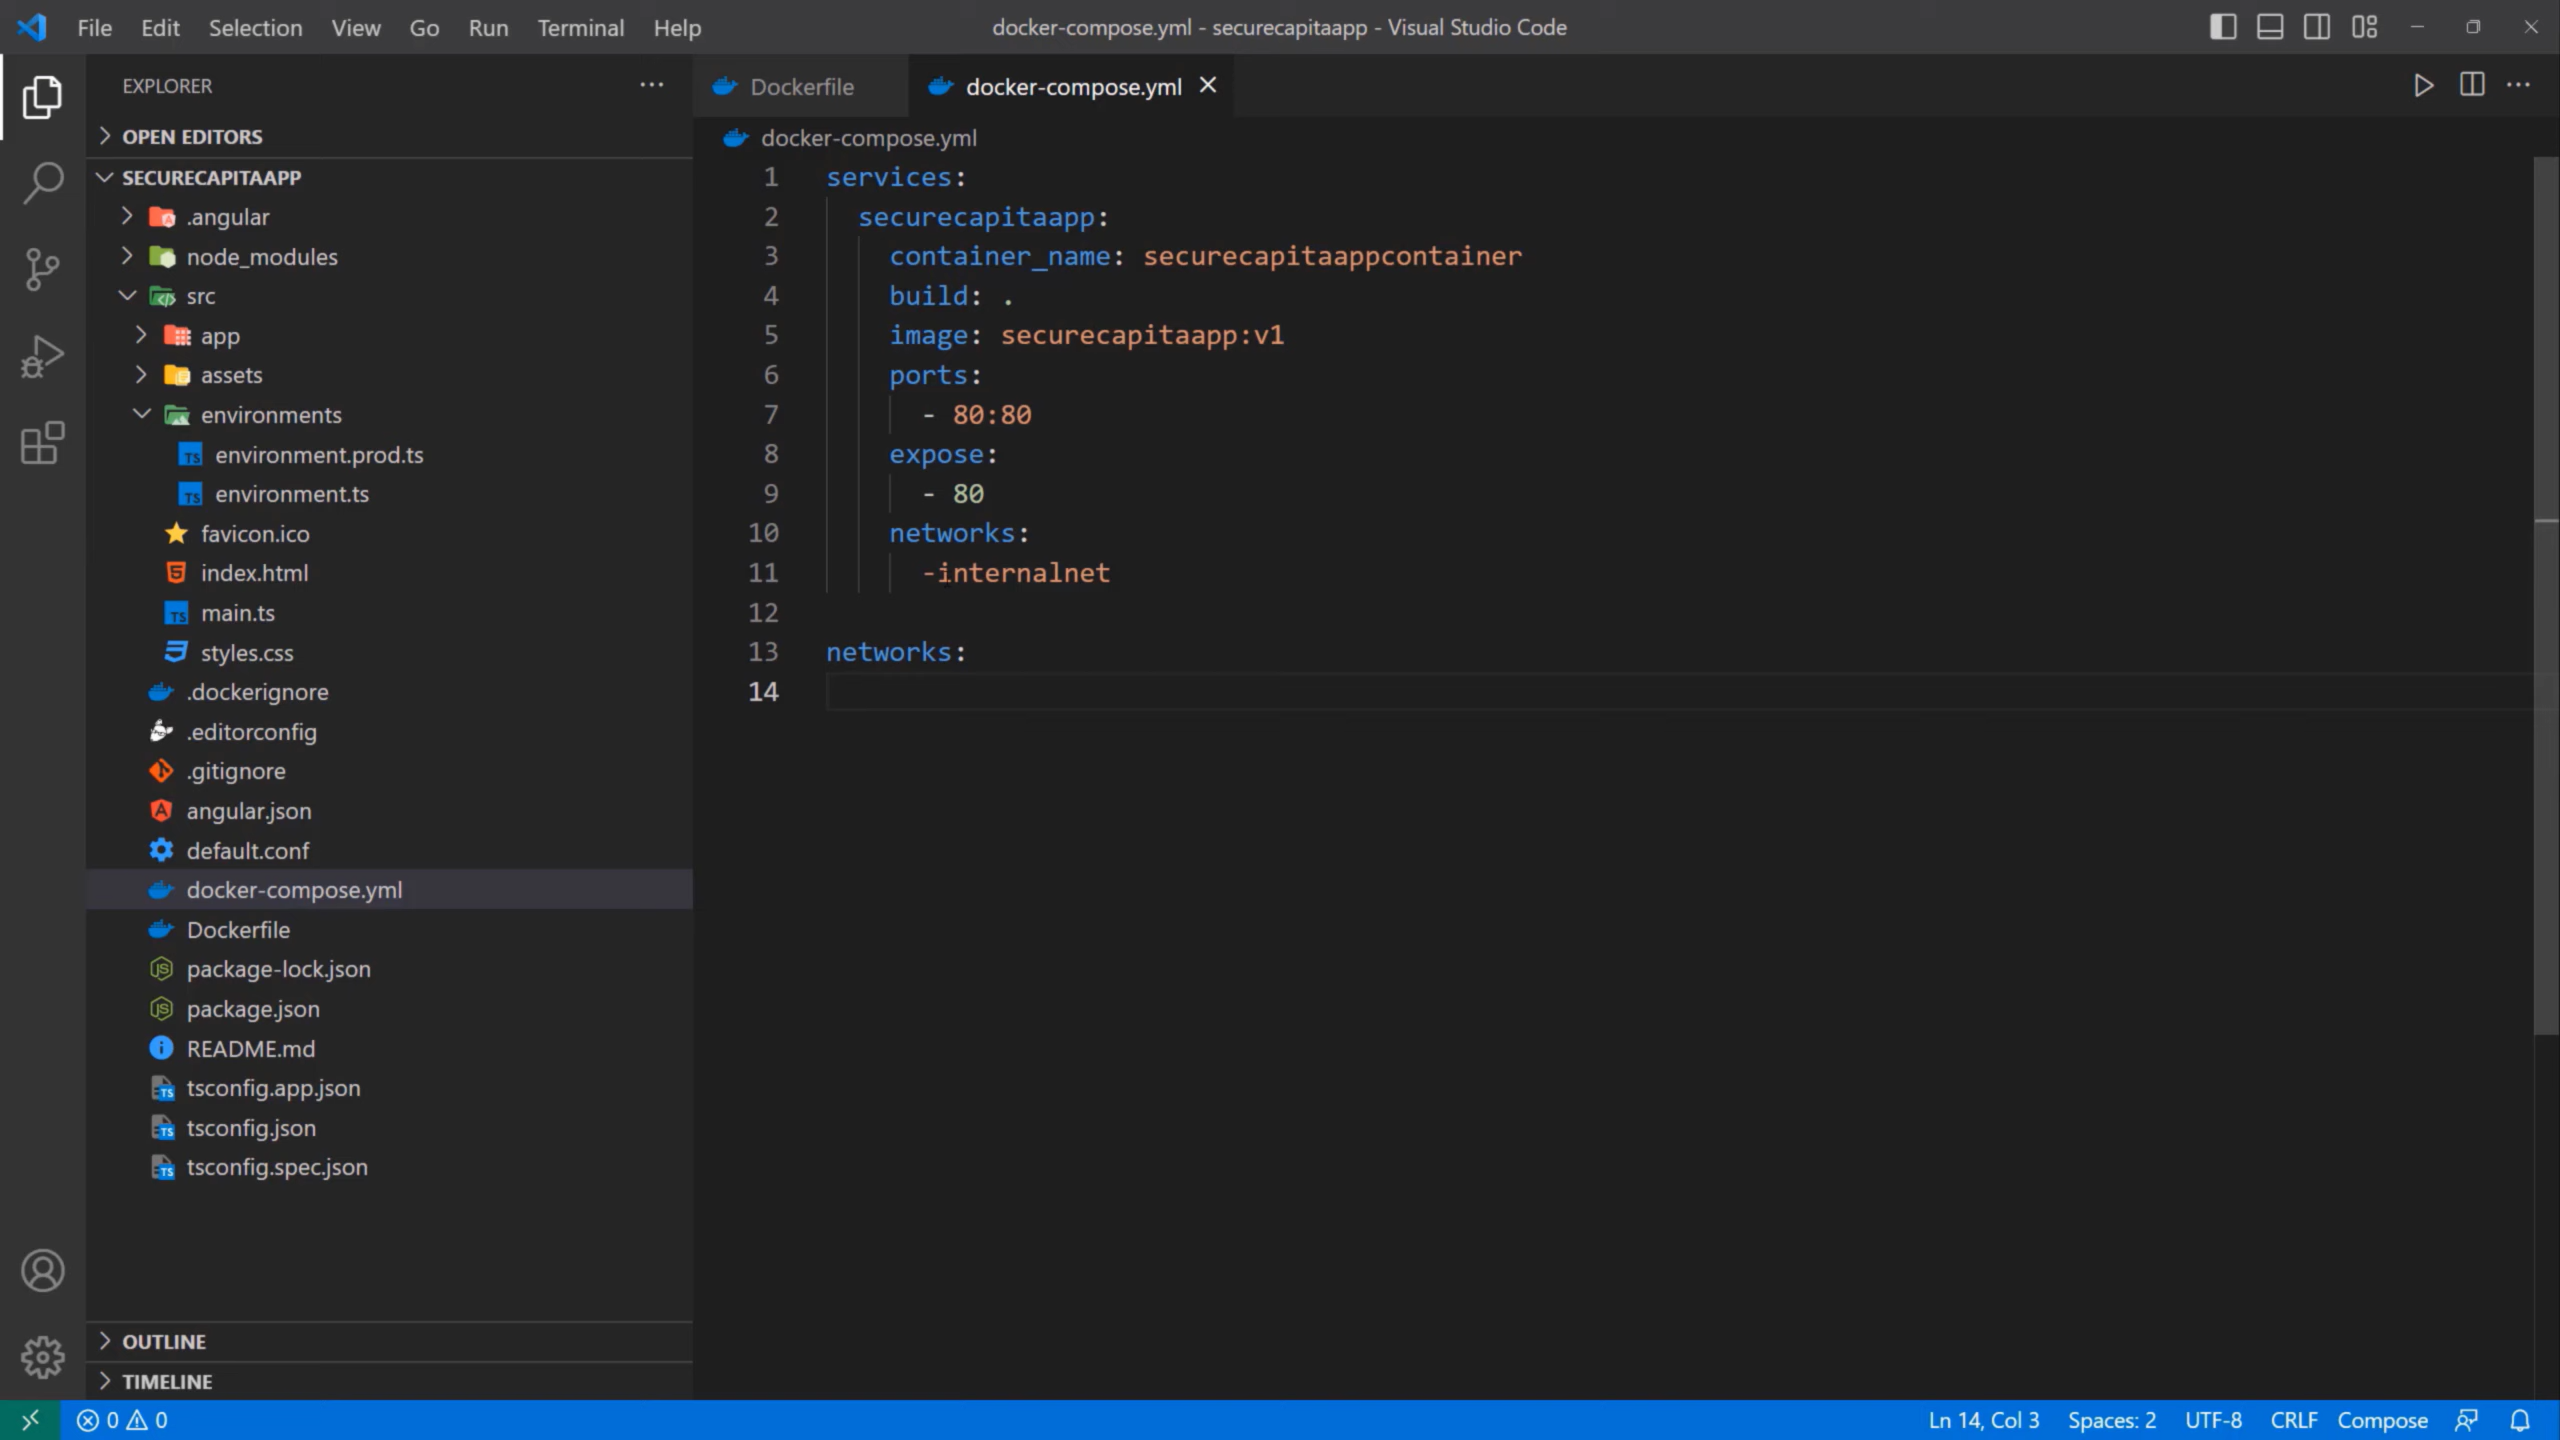 File Edit Selection View Go Run Terminal Help
docker-compose.yml - securecapitaapp - Visual Studio Code
EXPLORER
OPEN EDITORS
SECURECAPITAAPP
.angular
node_modules
src
app
assets
environments
environment.prod.ts
environment.ts
favicon.ico
index.html
main.ts
styles.css
.dockerignore
.editorconfig
.gitignore
angular.json
default.conf
docker-compose.yml
Dockerfile
package-lock.json
package.json
README.md
tsconfig.app.json
tsconfig.json
tsconfig.spec.json
OUTLINE
TIMELINE
Dockerfile
docker-compose.yml
docker-compose.yml
1 services:
2 securecapitaapp:
3 container_name: securecapitaappcontainer
4 build: .
5 image: securecapitaapp:v1
6 ports:
7 - 80:80
8 expose:
9 - 80
10 networks:
11 -internalnet
12
13 networks:
14
0 0
Ln 14, Col 3 Spaces: 2 UTF-8 CRLF Compose